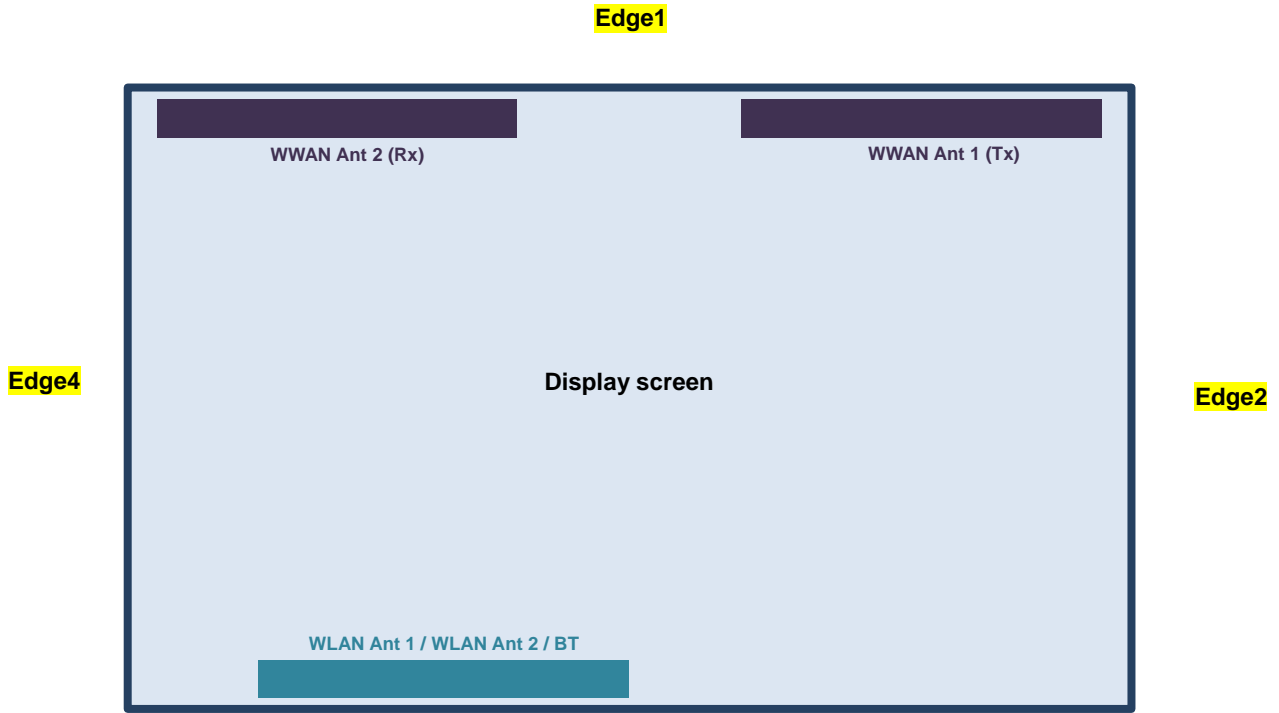 Edge1
WWAN Ant 2 (Rx)
WWAN Ant 1 (Tx)
Edge4
Display screen
Edge2
WLAN Ant 1 / WLAN Ant 2 / BT